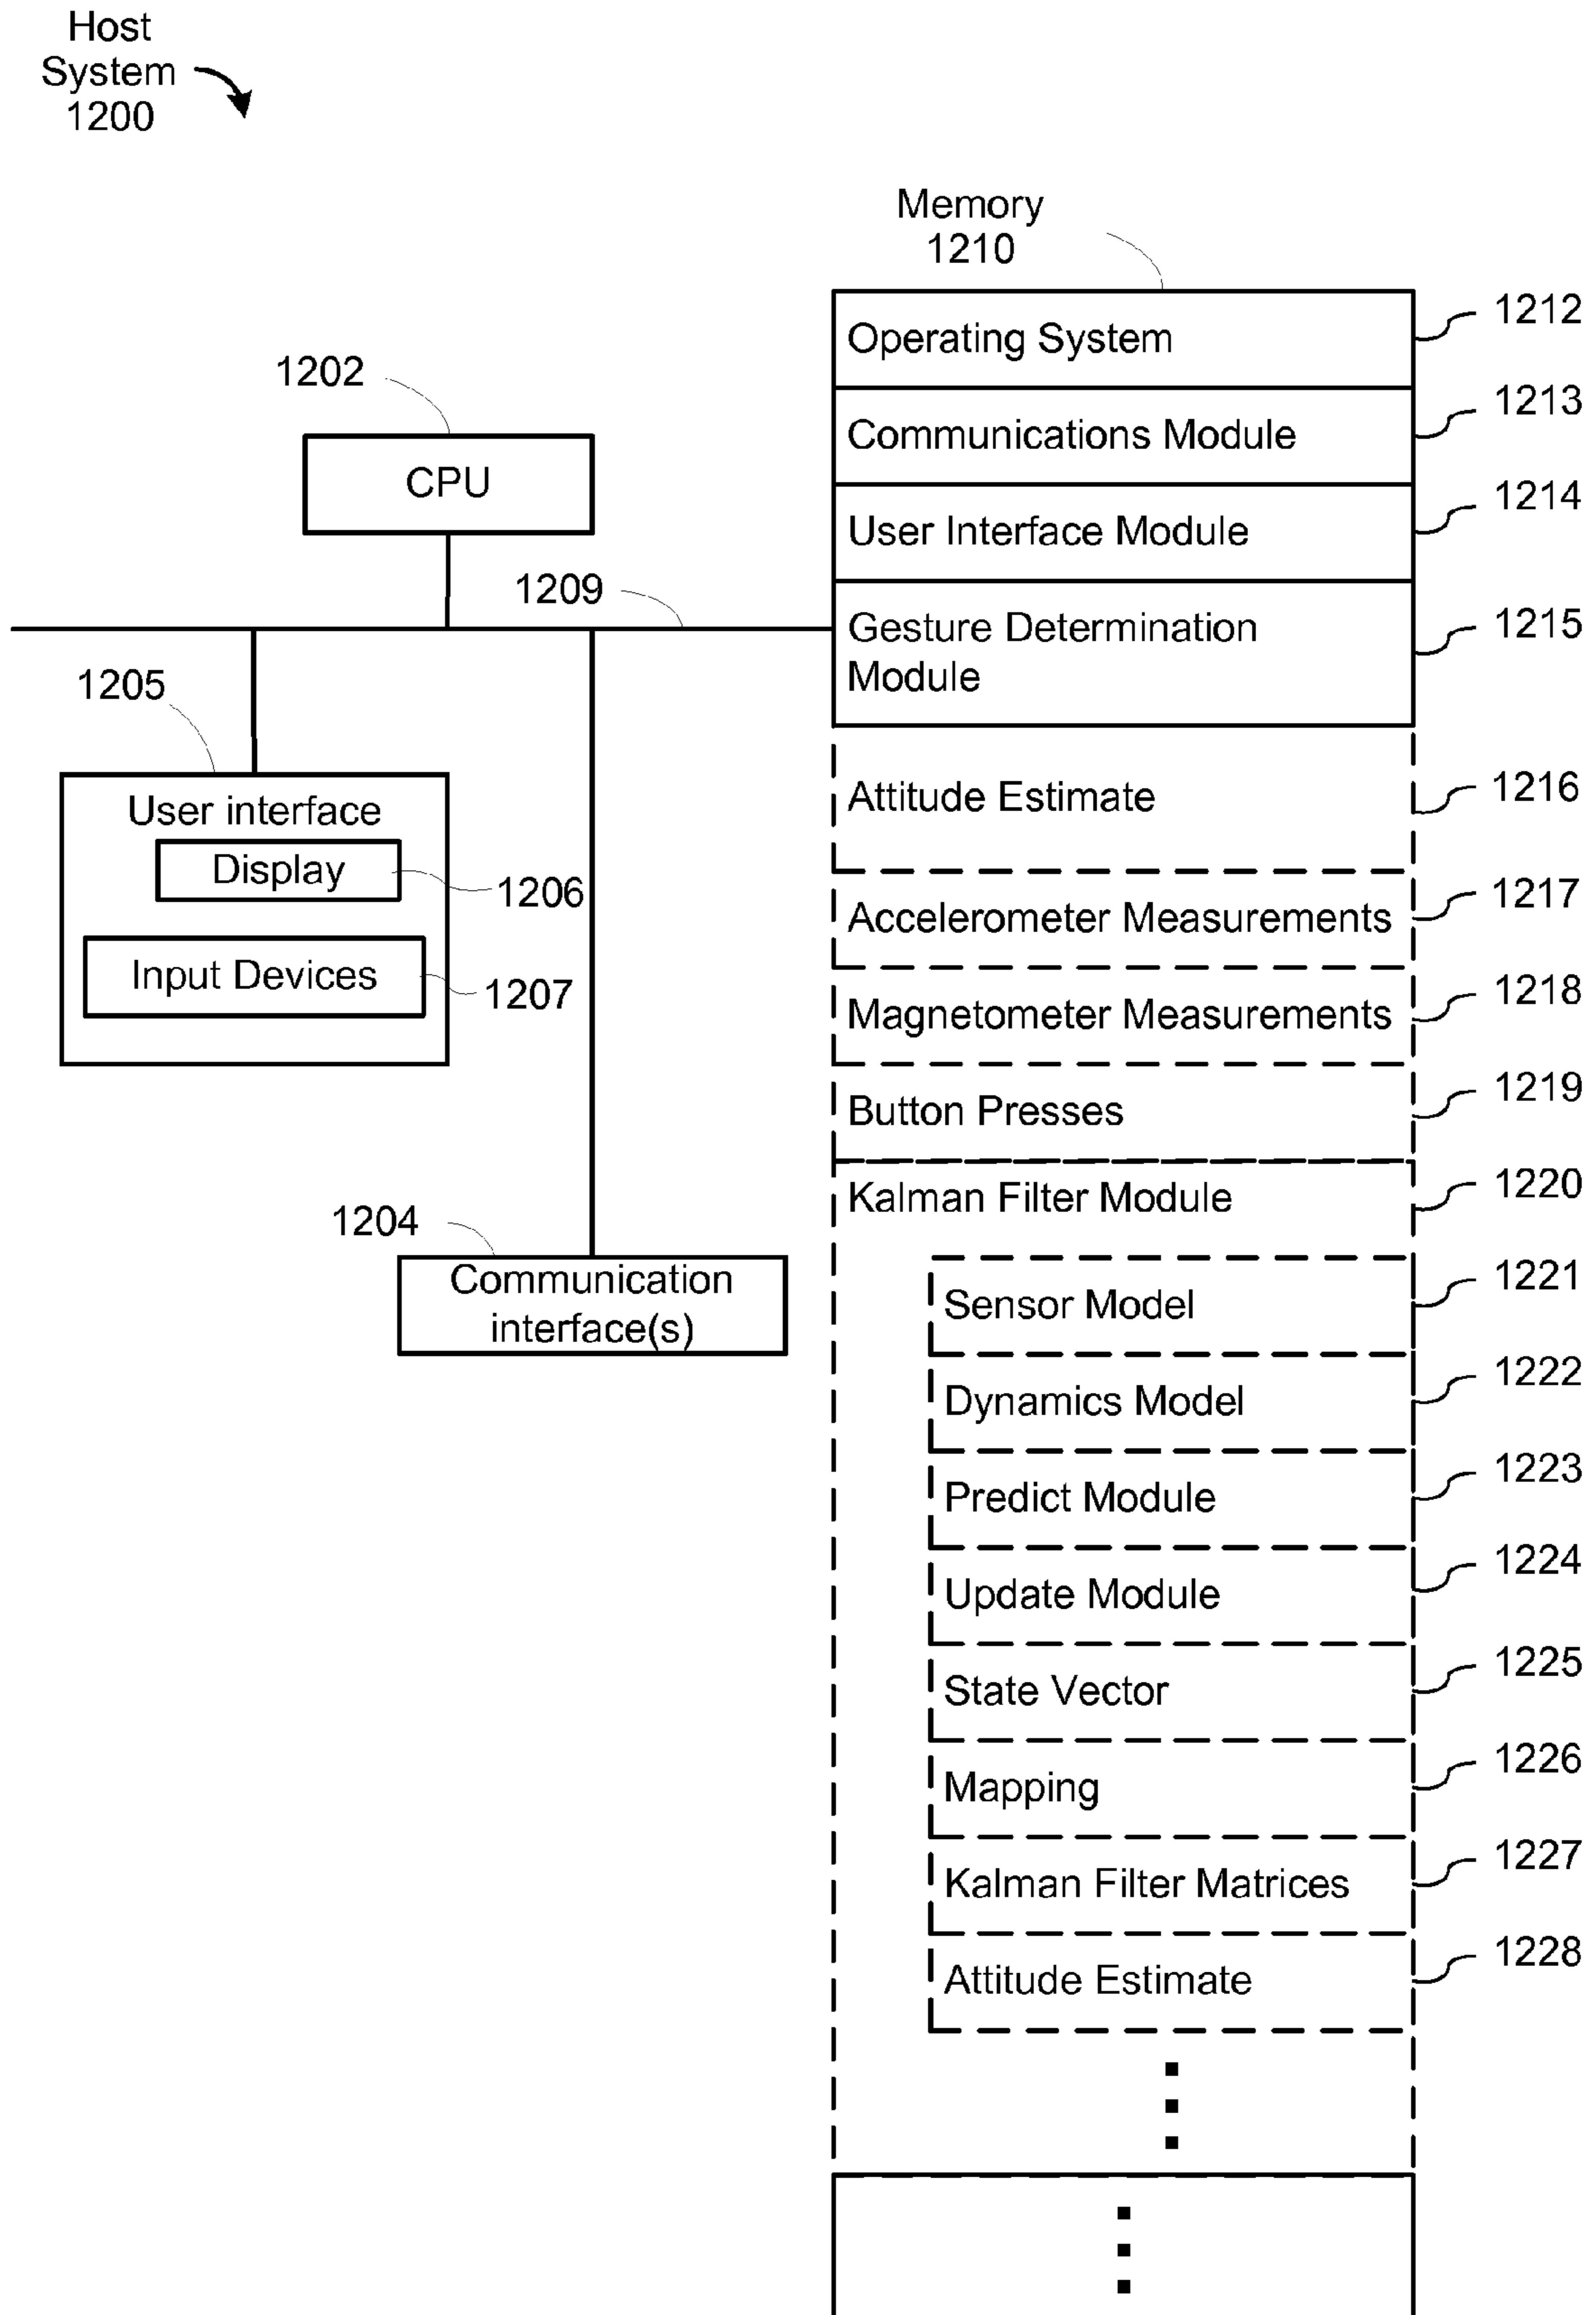 Host
System
1200
Memory
1210
Operating System
1212
1202
CPU
Communications Module
1213
User Interface Module
1214
1209
Gesture Determination
Module
1215
1205
User interface
Display
1206
Input Devices
1207
Attitude Estimate
1216
Accelerometer Measurements
1217
Magnetometer Measurements
1218
Button Presses
1219
Kalman Filter Module
1220
1204
Communication
interface(s)
Sensor Model
1221
Dynamics Model
1222
Predict Module
1223
Update Module
1224
State Vector
1225
Mapping
1226
Kalman Filter Matrices
1227
Attitude Estimate
1228